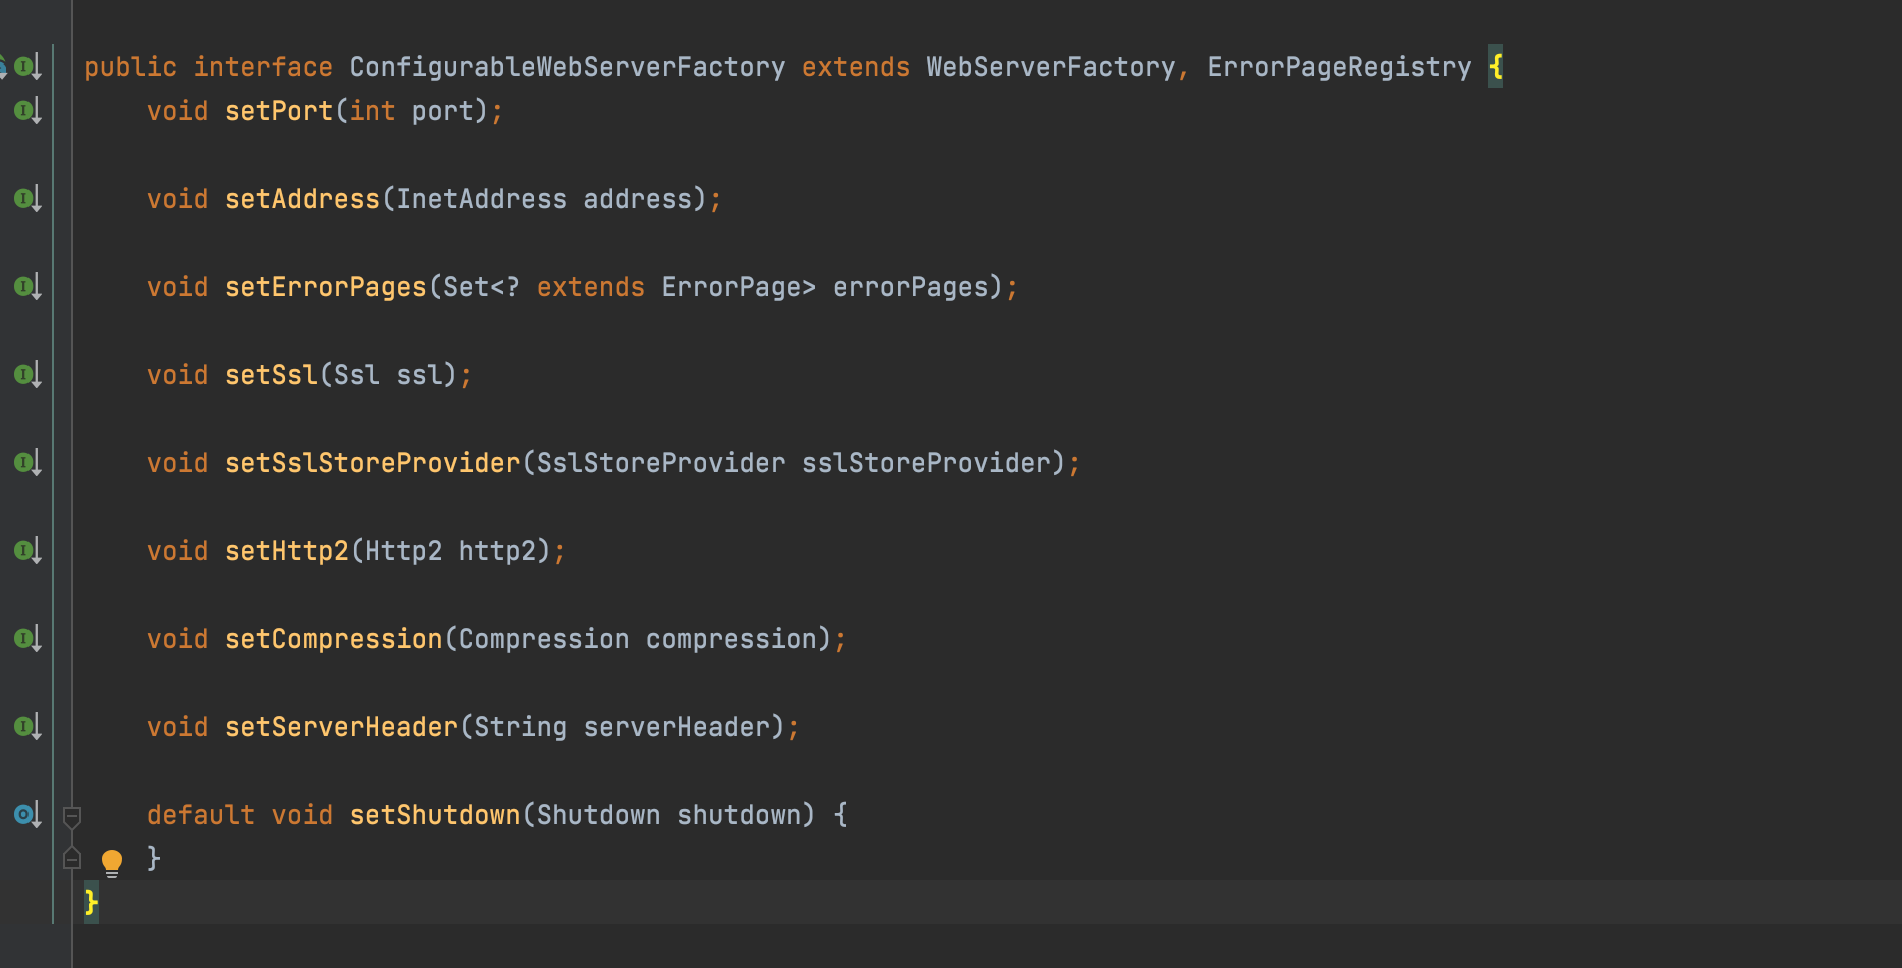 public interface ConfigurableWebServerFactory extends WebServerFactory, ErrorPageRegistry {
    void setPort(int port);
    void setAddress(InetAddress address);
    void setErrorPages(Set<? extends ErrorPage> errorPages);
    void setSsl(Ssl ssl);
    void setSslStoreProvider(SslStoreProvider sslStoreProvider);
    void setHttp2(Http2 http2);
    void setCompression(Compression compression);
    void setServerHeader(String serverHeader);
    default void setShutdown(Shutdown shutdown) {
    }
}